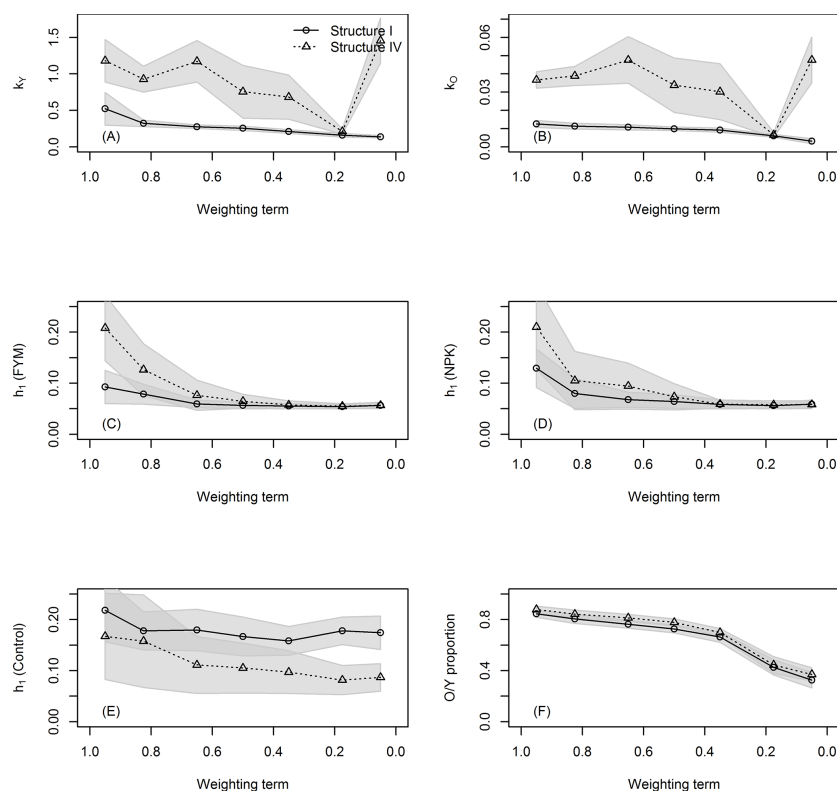 Structure I
Structure IV
k_Y
0.0 0.5 1.0 1.5
(A)
1.0 0.8 0.6 0.4 0.2 0.0
Weighting term
k_O
0.00 0.03 0.06
(B)
1.0 0.8 0.6 0.4 0.2 0.0
Weighting term
h_1 (FYM)
0.00 0.10 0.20
(C)
1.0 0.8 0.6 0.4 0.2 0.0
Weighting term
h_1 (NPK)
0.00 0.10 0.20
(D)
1.0 0.8 0.6 0.4 0.2 0.0
Weighting term
h_1 (Control)
0.00 0.10 0.20
(E)
1.0 0.8 0.6 0.4 0.2 0.0
Weighting term
O/Y proportion
0.0 0.4 0.8
(F)
1.0 0.8 0.6 0.4 0.2 0.0
Weighting term